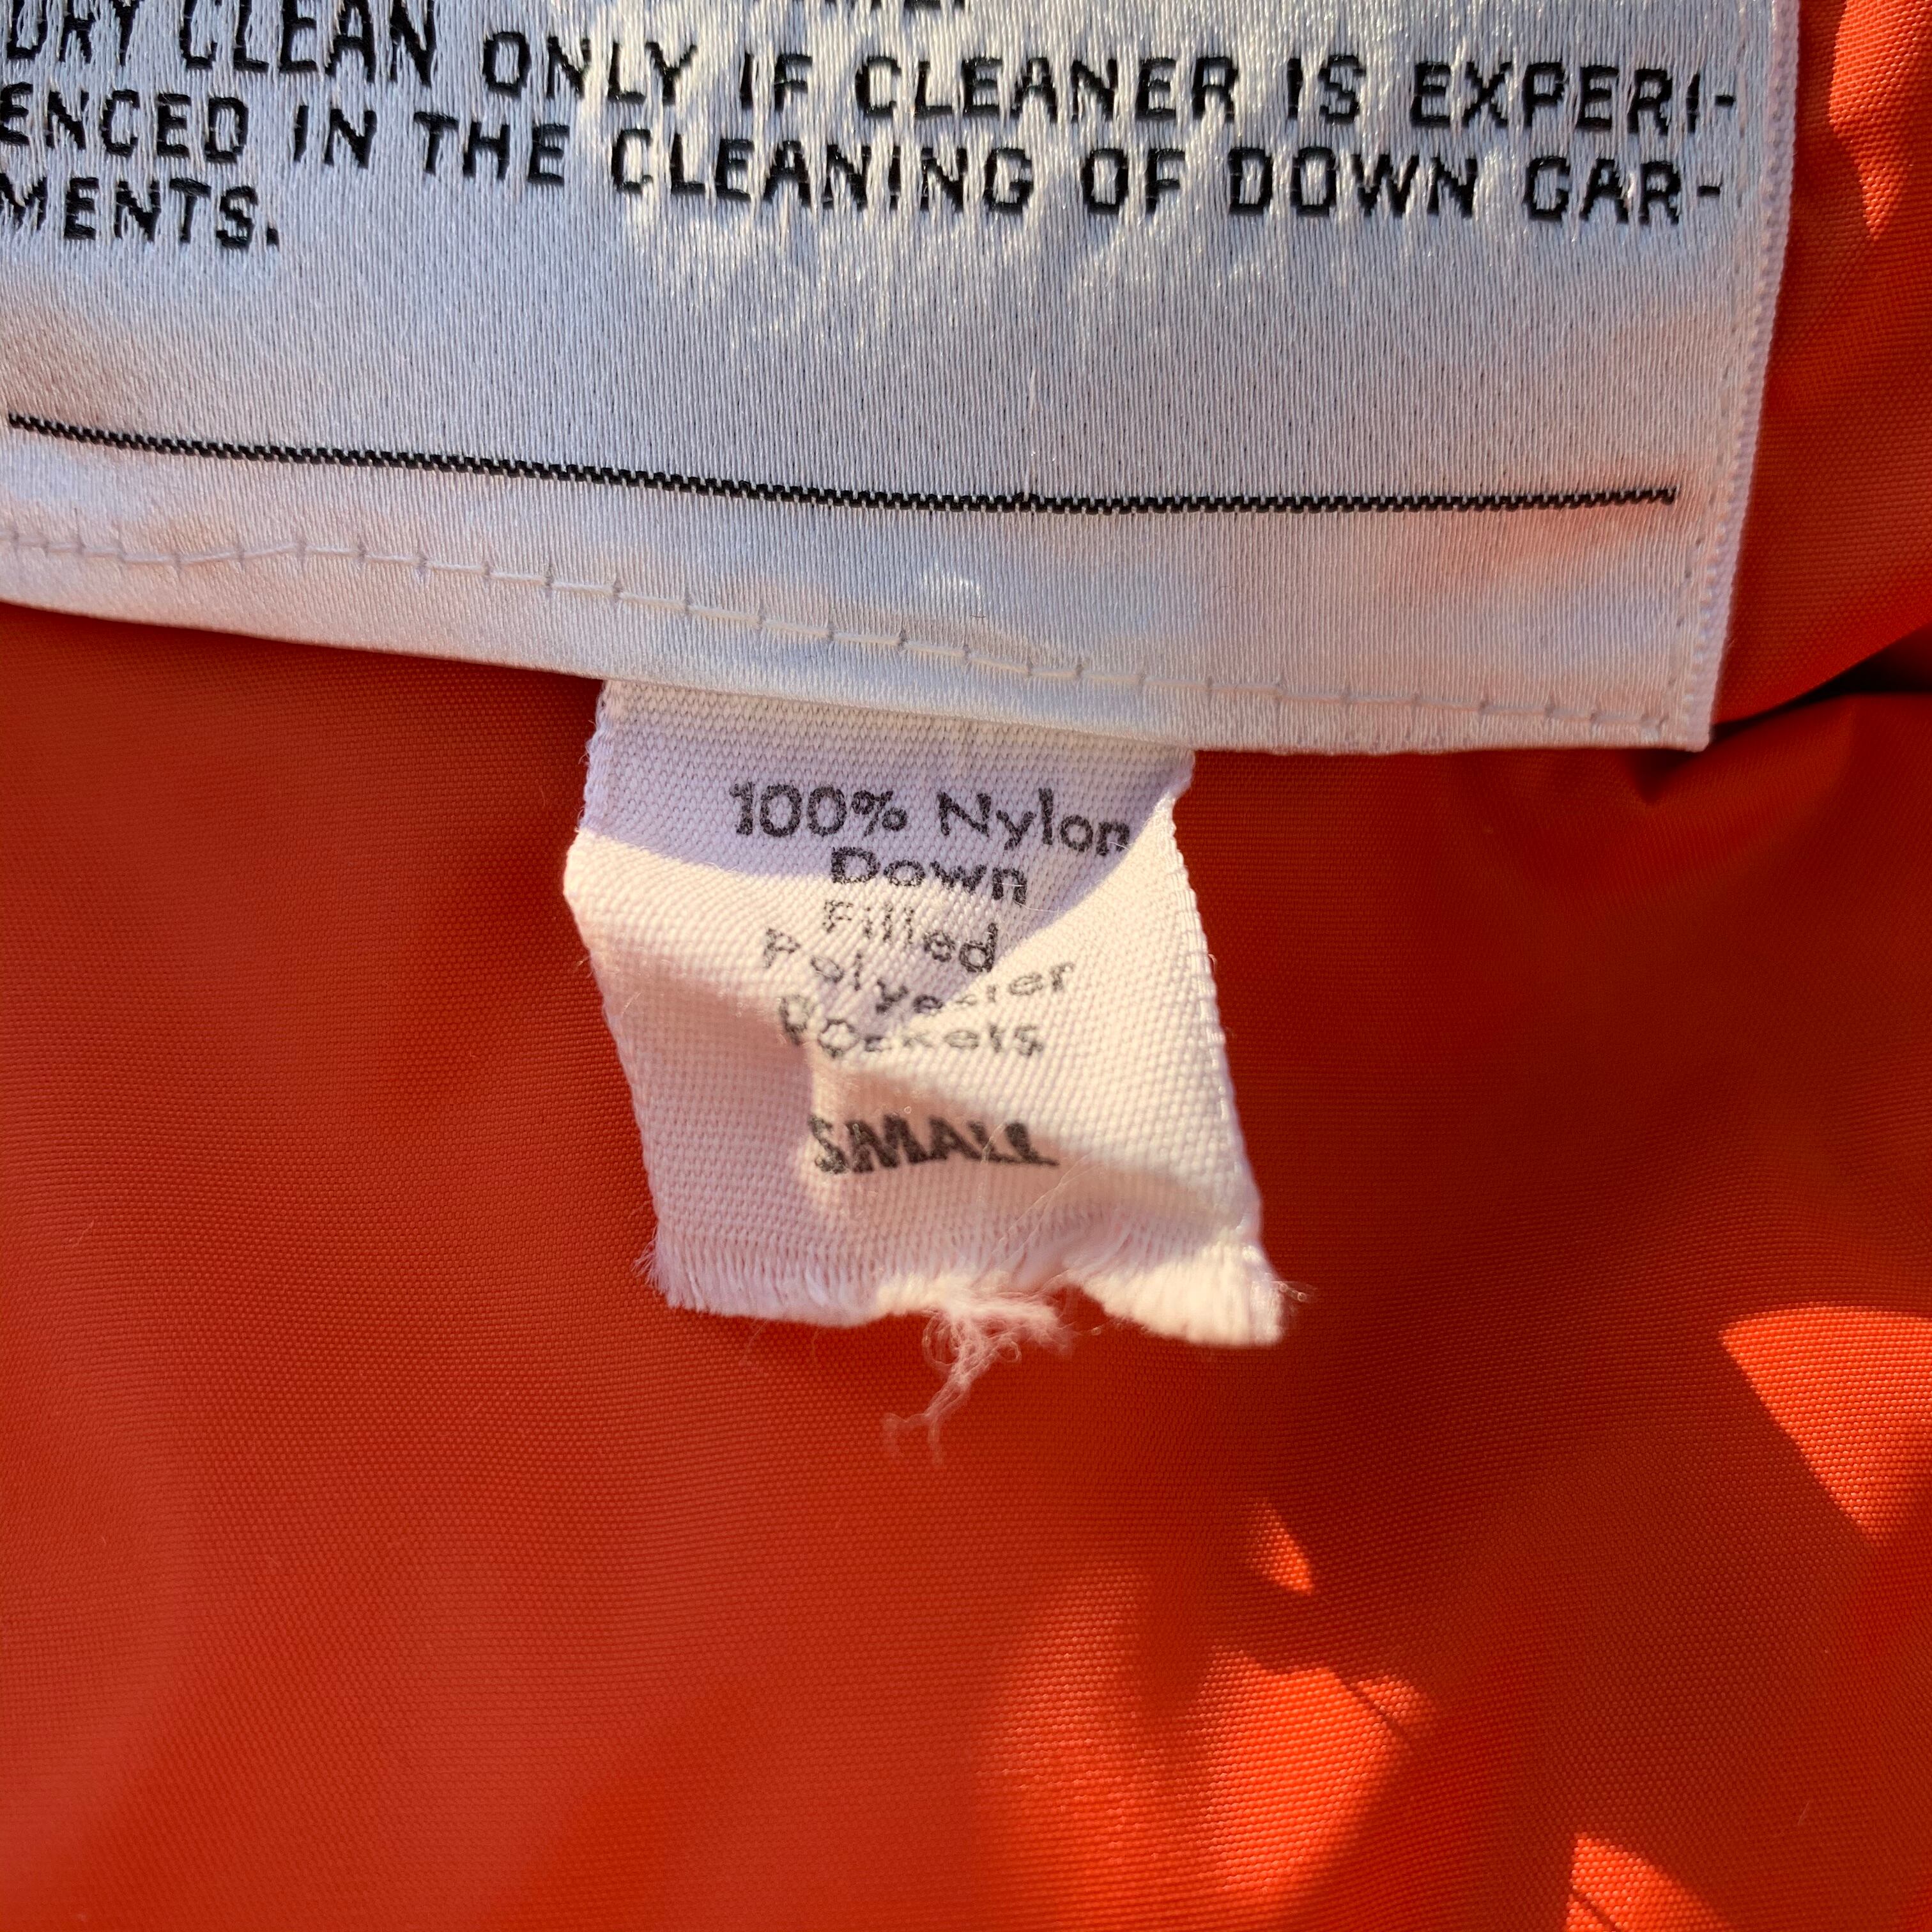 DRY CLEAN ONLY IF CLEANER IS EXPERI-
ENCED IN THE CLEANING OF DOWN GAR-
MENTS.
100% Nylon
Down
Filled
Polyester
Pockets
SMALL